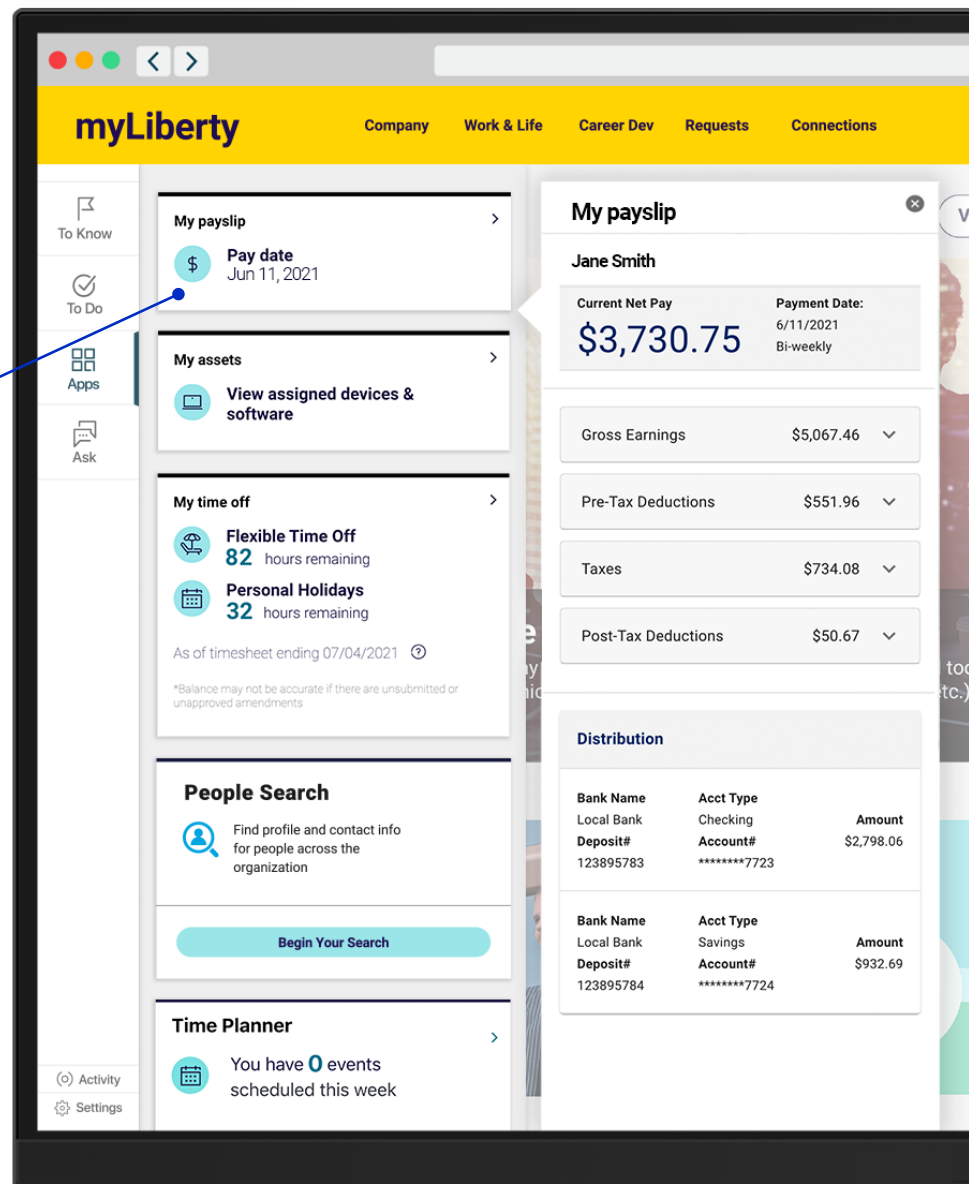 myLiberty
Company Work & Life Career Dev Requests Connections
To Know
To Do
Apps
Ask
Activity
Settings
My payslip
$
Pay date
Jun 11, 2021
My assets
View assigned devices &
software
My time off
Flexible Time Off
82 hours remaining
Personal Holidays
32 hours remaining
As of timesheet ending 07/04/2021 ?
*Balance may not be accurate if there are unsubmitted or
unapproved amendments
People Search
Find profile and contact info
for people across the
organization
Begin Your Search
Time Planner
You have 0 events
scheduled this week
My payslip
Jane Smith
Current Net Pay Payment Date:
$3,730.75 6/11/2021
Bi-weekly
Gross Earnings $5,067.46
Pre-Tax Deductions $551.96
Taxes $734.08
Post-Tax Deductions $50.67
Distribution
Bank Name Acct Type
Local Bank Checking Amount
Deposit# Account# $2,798.06
123895783 ********7723
Bank Name Acct Type
Local Bank Savings Amount
Deposit# Account# $932.69
123895784 ********7724
etc.)